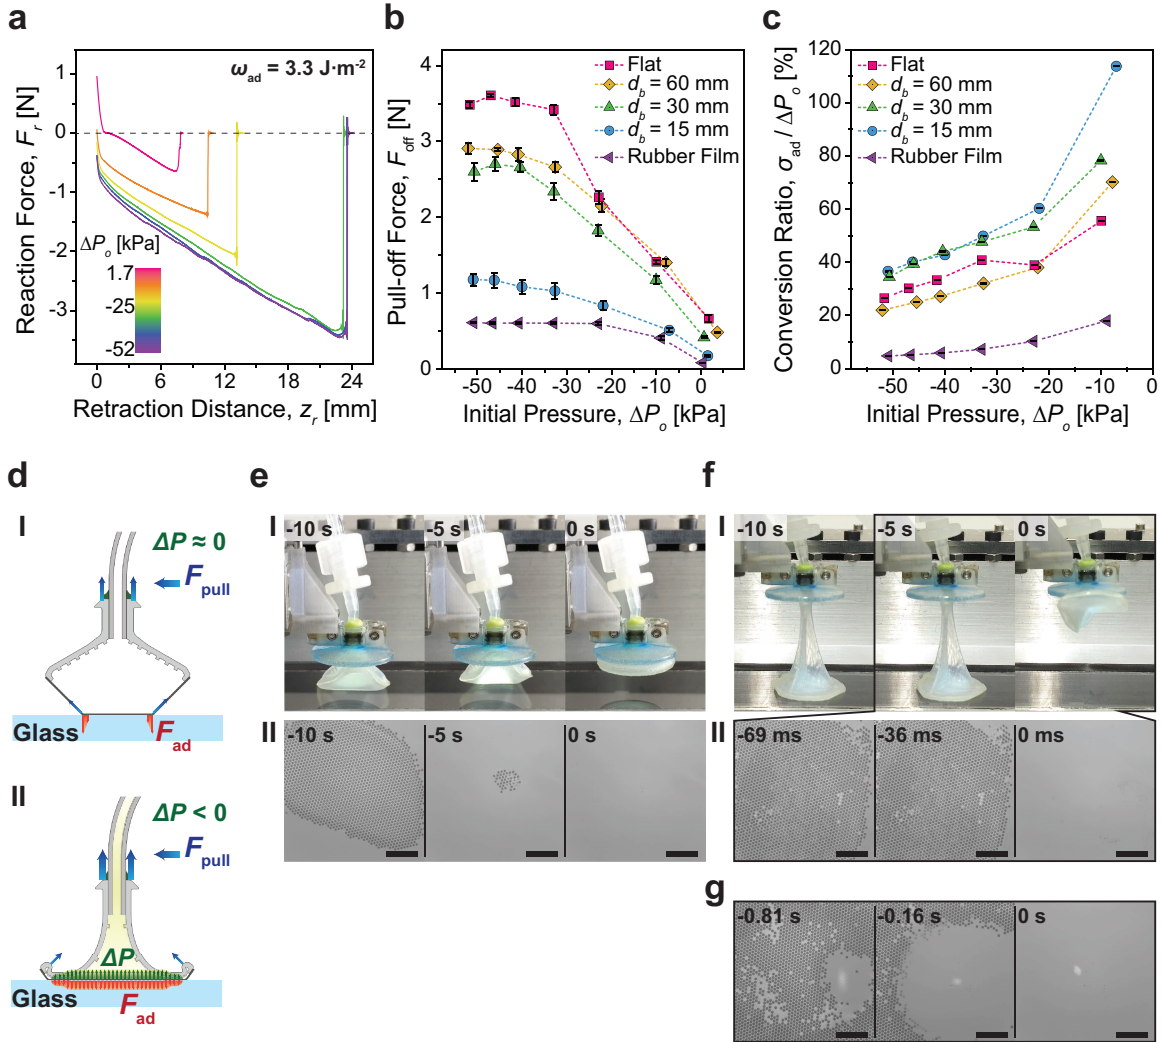 a
ω_ad = 3.3 J·m⁻²
Reaction Force, F_r [N]
1
0
-1
-2
-3
ΔP_o [kPa]
1.7
-25
-52
0
6
12
18
24
Retraction Distance, z_r [mm]
b
Flat
d_b = 60 mm
d_b = 30 mm
d_b = 15 mm
Rubber Film
Pull-off Force, F_off [N]
4
3
2
1
0
-50
-40
-30
-20
-10
0
Initial Pressure, ΔP_o [kPa]
c
Flat
d_b = 60 mm
d_b = 30 mm
d_b = 15 mm
Rubber Film
Conversion Ratio, σ_ad / ΔP_o [%]
120
100
80
60
40
20
0
-50
-40
-30
-20
-10
0
Initial Pressure, ΔP_o [kPa]
d
I
ΔP ≈ 0
F_pull
Glass
F_ad
II
ΔP < 0
F_pull
ΔP
Glass
F_ad
e
I
-10 s
-5 s
0 s
II
-10 s
-5 s
0 s
f
I
-10 s
-5 s
0 s
II
-69 ms
-36 ms
0 ms
g
-0.81 s
-0.16 s
0 s